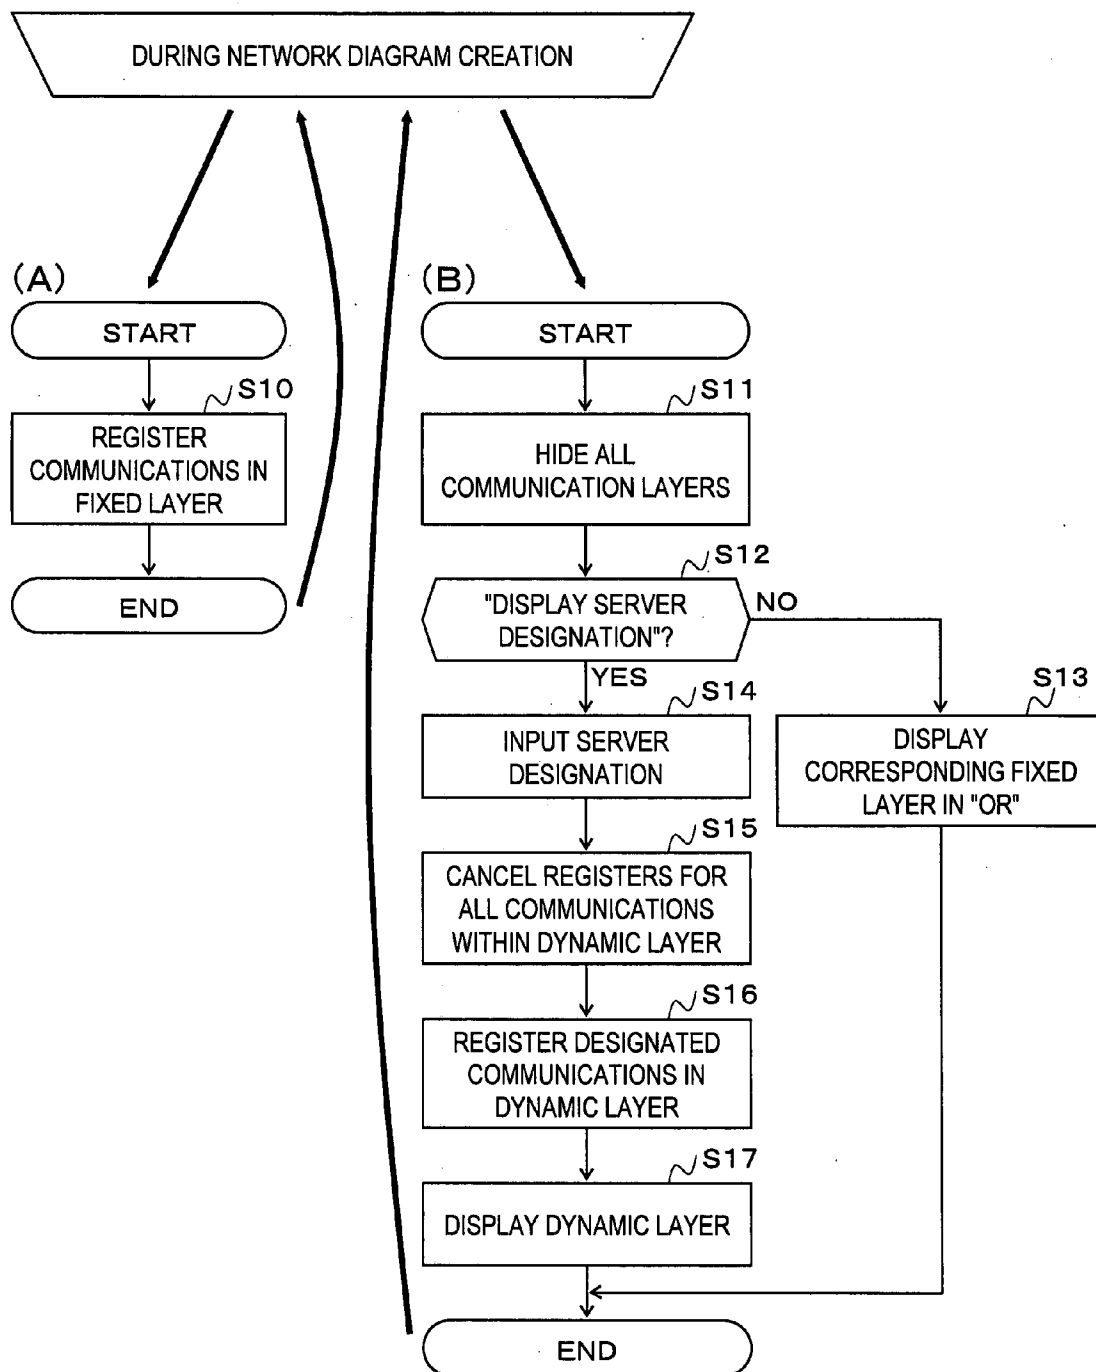 DURING NETWORK DIAGRAM CREATION
(A)
START
S10
REGISTER
COMMUNICATIONS IN
FIXED LAYER
END
(B)
START
S11
HIDE ALL
COMMUNICATION LAYERS
S12
"DISPLAY SERVER
DESIGNATION"?
NO
YES
S13
DISPLAY
CORRESPONDING FIXED
LAYER IN "OR"
S14
INPUT SERVER
DESIGNATION
S15
CANCEL REGISTERS FOR
ALL COMMUNICATIONS
WITHIN DYNAMIC LAYER
S16
REGISTER DESIGNATED
COMMUNICATIONS IN
DYNAMIC LAYER
S17
DISPLAY DYNAMIC LAYER
END